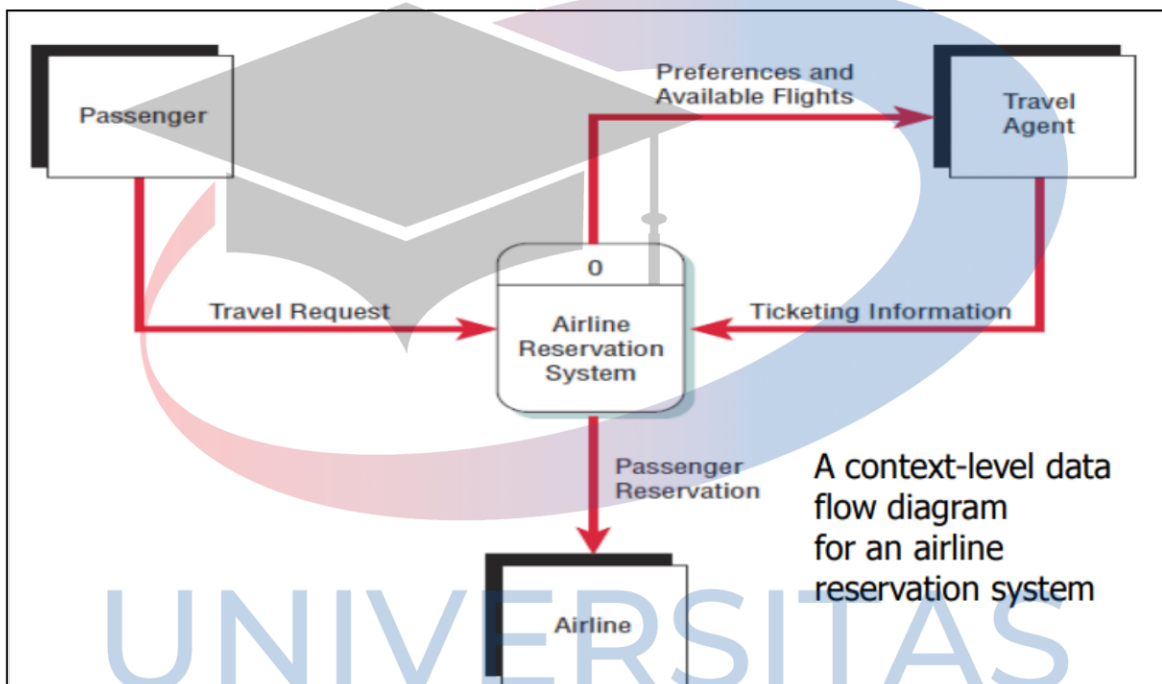 Passenger
Preferences and
Available Flights
Travel
Agent
0
Travel Request
Airline
Reservation
System
Ticketing Information
Passenger
Reservation
A context-level data
flow diagram
for an airline
reservation system
Airline
UNIVERSITAS